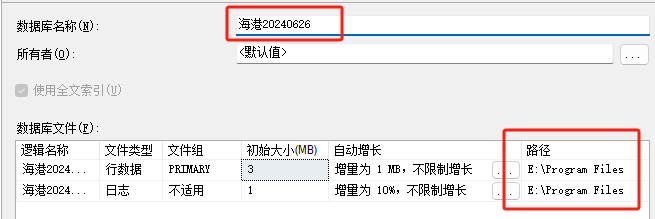 数据库名称(N): 海港20240626
所有者(O): <默认值> ...
使用全文索引(U)
数据库文件(F):
逻辑名称 文件类型 文件组 初始大小(MB) 自动增长 路径
海港2024... 行数据 PRIMARY 3 增量为 1 MB，不限制增长 ... E:\Program Files
海港2024... 日志 不适用 1 增量为 10%，不限制增长 ... E:\Program Files